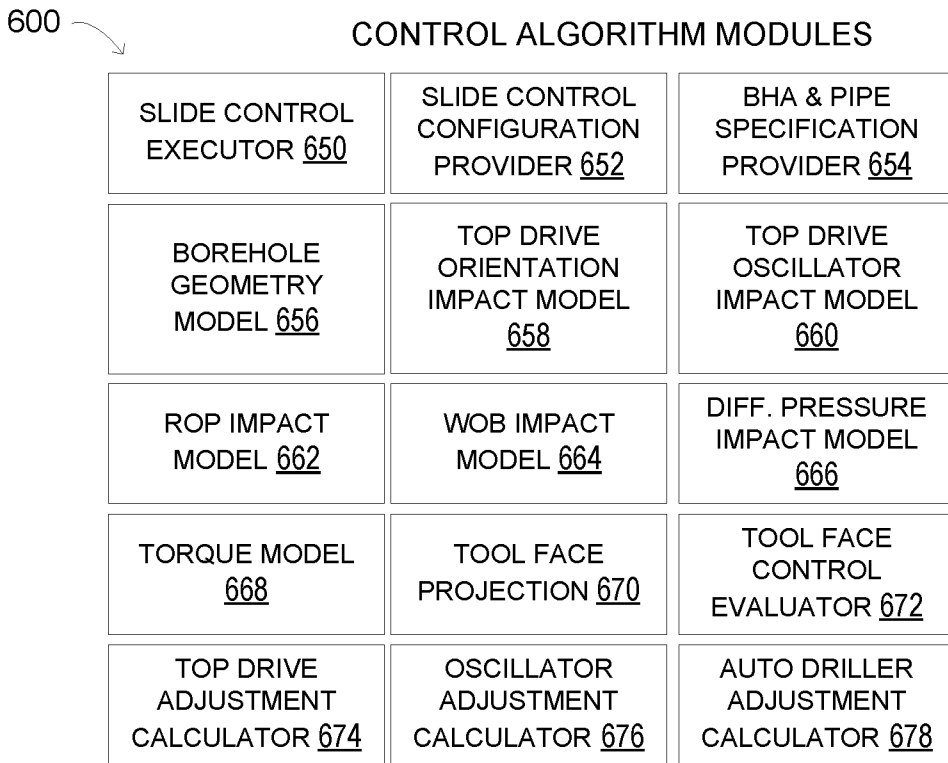 600
CONTROL ALGORITHM MODULES
SLIDE CONTROL
EXECUTOR 650
SLIDE CONTROL
CONFIGURATION
PROVIDER 652
BHA & PIPE
SPECIFICATION
PROVIDER 654
BOREHOLE
GEOMETRY
MODEL 656
TOP DRIVE
ORIENTATION
IMPACT MODEL
658
TOP DRIVE
OSCILLATOR
IMPACT MODEL
660
ROP IMPACT
MODEL 662
WOB IMPACT
MODEL 664
DIFF. PRESSURE
IMPACT MODEL
666
TORQUE MODEL
668
TOOL FACE
PROJECTION 670
TOOL FACE
CONTROL
EVALUATOR 672
TOP DRIVE
ADJUSTMENT
CALCULATOR 674
OSCILLATOR
ADJUSTMENT
CALCULATOR 676
AUTO DRILLER
ADJUSTMENT
CALCULATOR 678